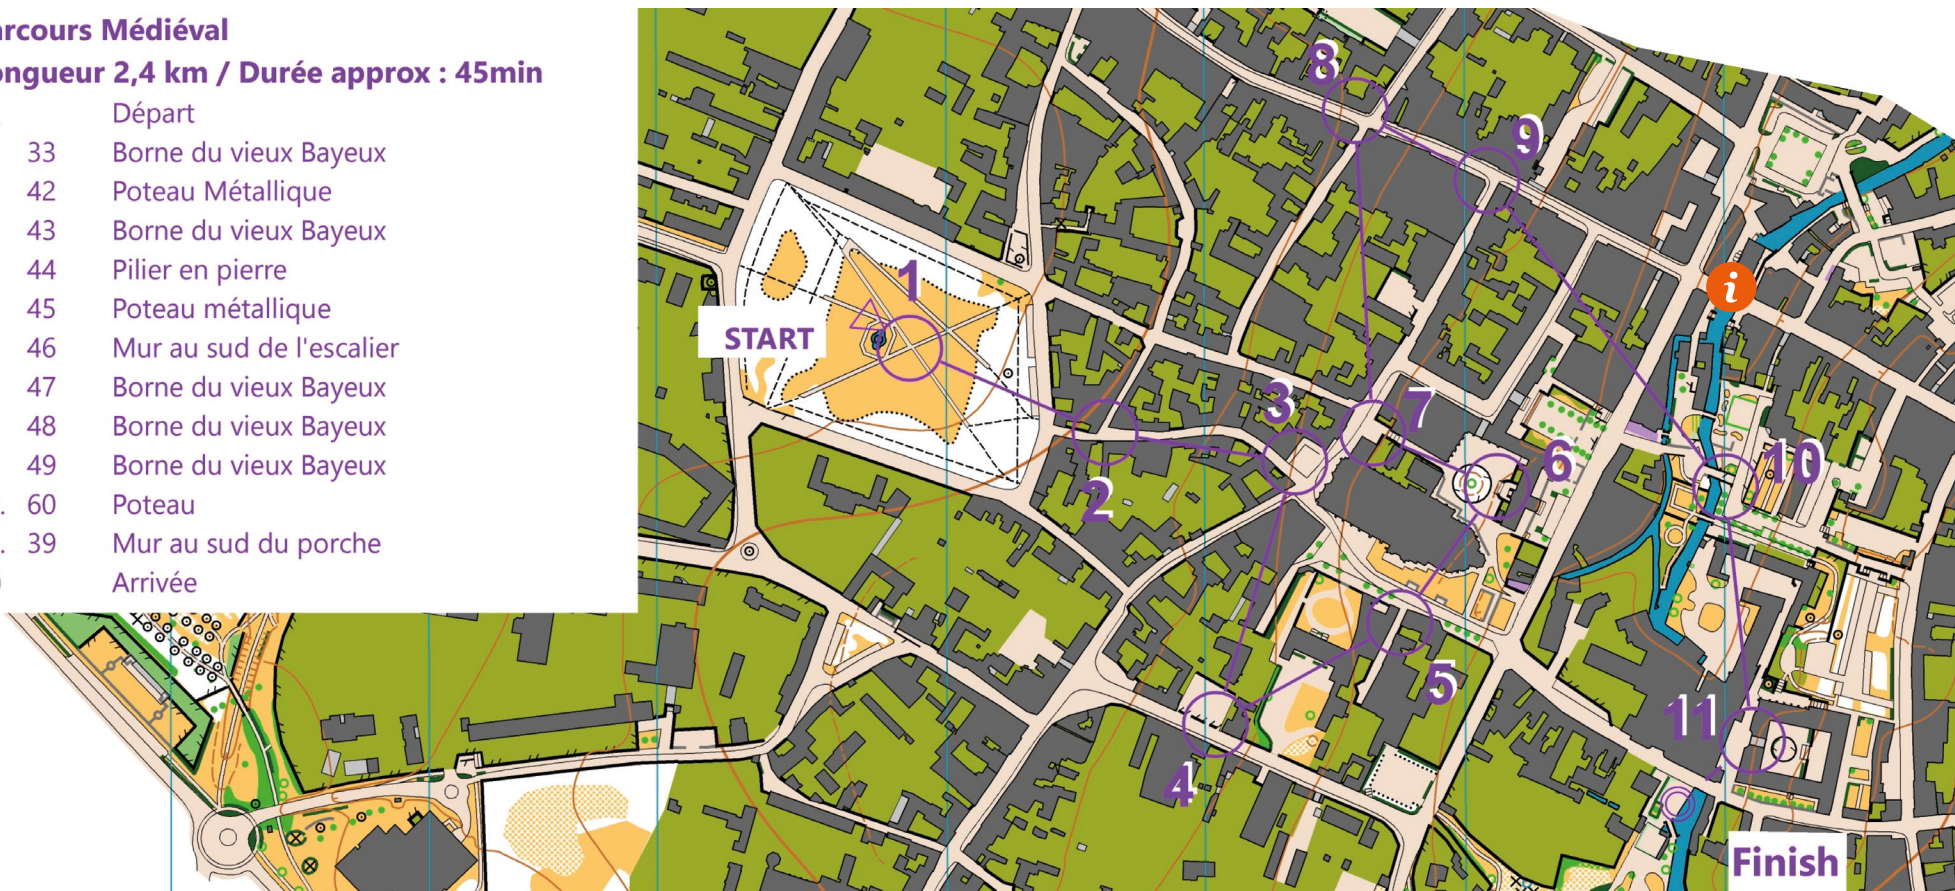 arcours Médiéval
ongueur 2,4 km / Durée approx : 45min
Départ
33 Borne du vieux Bayeux
42 Poteau Métallique
43 Borne du vieux Bayeux
44 Pilier en pierre
45 Poteau métallique
46 Mur au sud de l'escalier
47 Borne du vieux Bayeux
48 Borne du vieux Bayeux
49 Borne du vieux Bayeux
. 60 Poteau
. 39 Mur au sud du porche
Arrivée
8
9
1
START
i
3
7
6
10
2
5
11
4
Finish